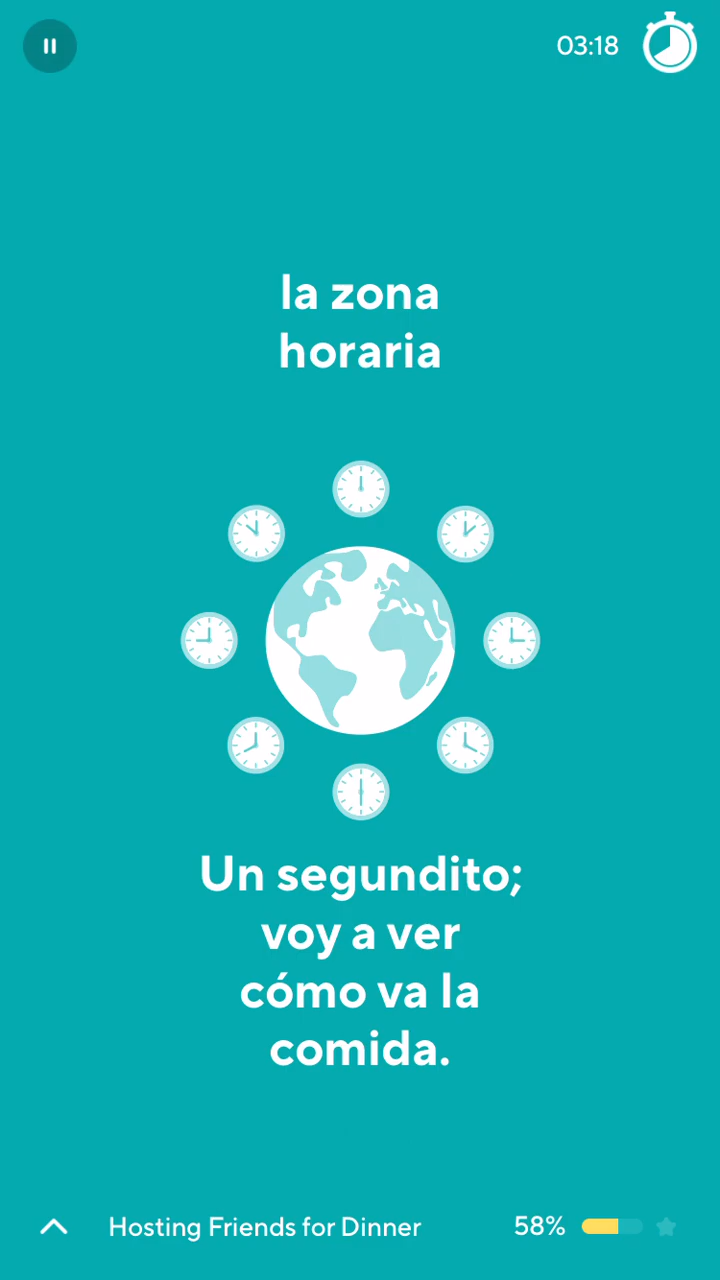 03:18
la zona
horaria
Un segundito;
voy a ver
cómo va la
comida.
Hosting Friends for Dinner
58%